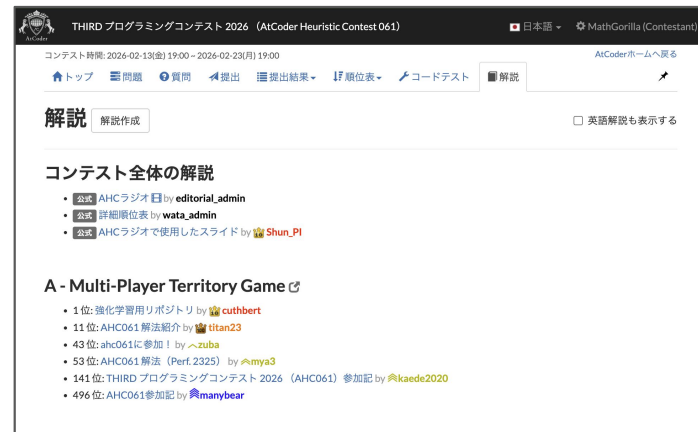 AtCoder THIRD プログラミングコンテスト 2026 （AtCoder Heuristic Contest 061） 日本語 MathGorilla (Contestant)
コンテスト時間: 2026-02-13(金) 19:00 ~ 2026-02-23(月) 19:00 AtCoderホームへ戻る
トップ 問題 質問 提出 提出結果 順位表 コードテスト 解説
解説 解説作成 英語解説も表示する
コンテスト全体の解説
公式 AHCラジオ by editorial_admin
公式 詳細順位表 by wata_admin
公式 AHCラジオで使用したスライド by Shun_PI
A - Multi-Player Territory Game
1 位: 強化学習用リポジトリ by cuthbert
11 位: AHC061 解法紹介 by titan23
43 位: ahc061に参加！ by zuba
53 位: AHC061 解法（Perf. 2325） by mya3
141 位: THIRD プログラミングコンテスト 2026 （AHC061）参加記 by kaede2020
496 位: AHC061参加記 by manybear